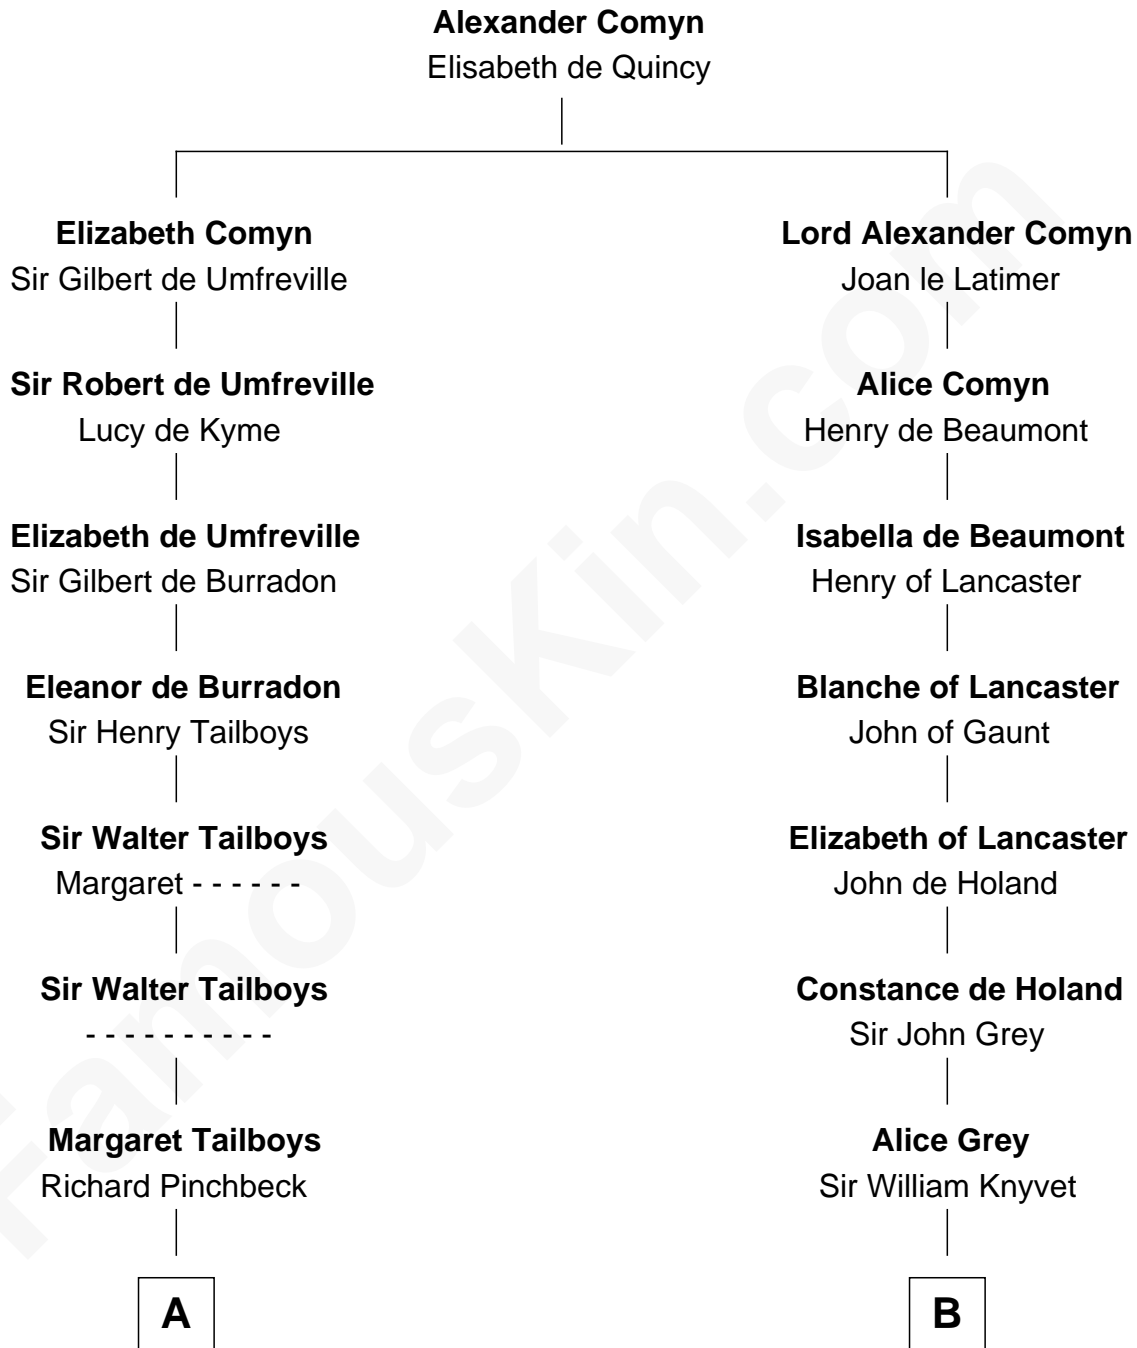 Alexander Comyn
Elisabeth de Quincy
Elizabeth Comyn
Sir Gilbert de Umfreville
Lord Alexander Comyn
Joan le Latimer
Sir Robert de Umfreville
Lucy de Kyme
Alice Comyn
Henry de Beaumont
Elizabeth de Umfreville
Sir Gilbert de Burradon
Isabella de Beaumont
Henry of Lancaster
Eleanor de Burradon
Sir Henry Tailboys
Blanche of Lancaster
John of Gaunt
Sir Walter Tailboys
Margaret - - - - - -
Elizabeth of Lancaster
John de Holand
Sir Walter Tailboys
- - - - - - - - - -
Constance de Holand
Sir John Grey
Margaret Tailboys
Richard Pinchbeck
Alice Grey
Sir William Knyvet
A
B
FamousKin.com